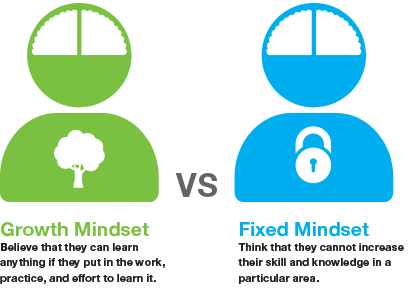 VS
Growth Mindset
Believe that they can learn
anything if they put in the work,
practice, and effort to learn it.
Fixed Mindset
Think that they cannot increase
their skill and knowledge in a
particular area.